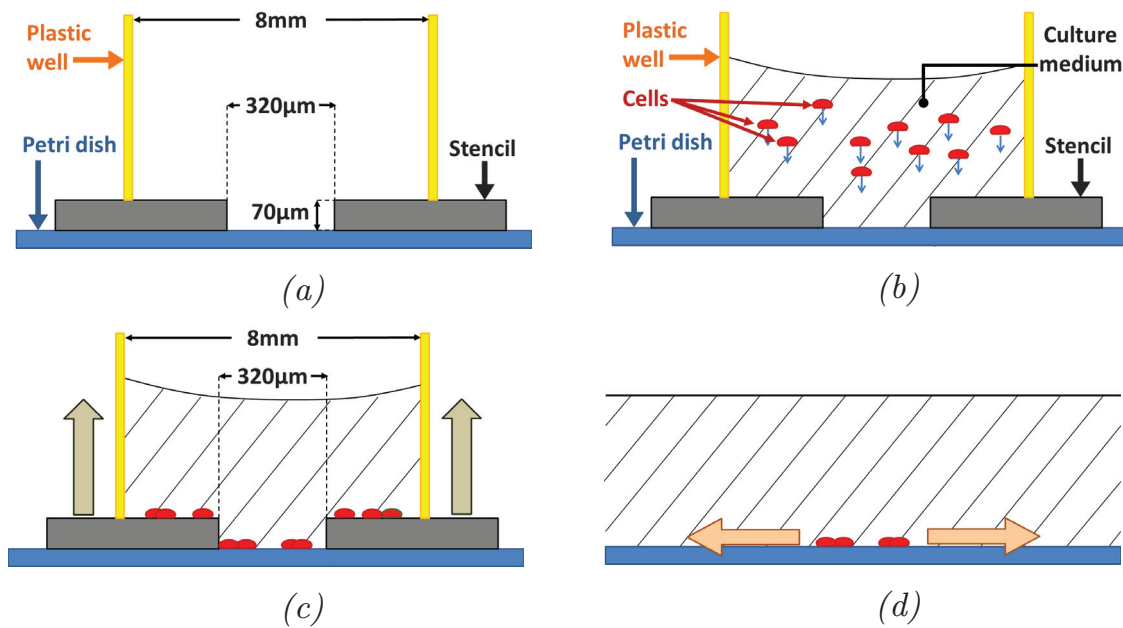 8mm
Plastic
well
320μm
Petri dish
Stencil
70μm
(a)
Plastic
well
Culture
medium
Cells
Petri dish
Stencil
(b)
8mm
320μm
(c)
(d)